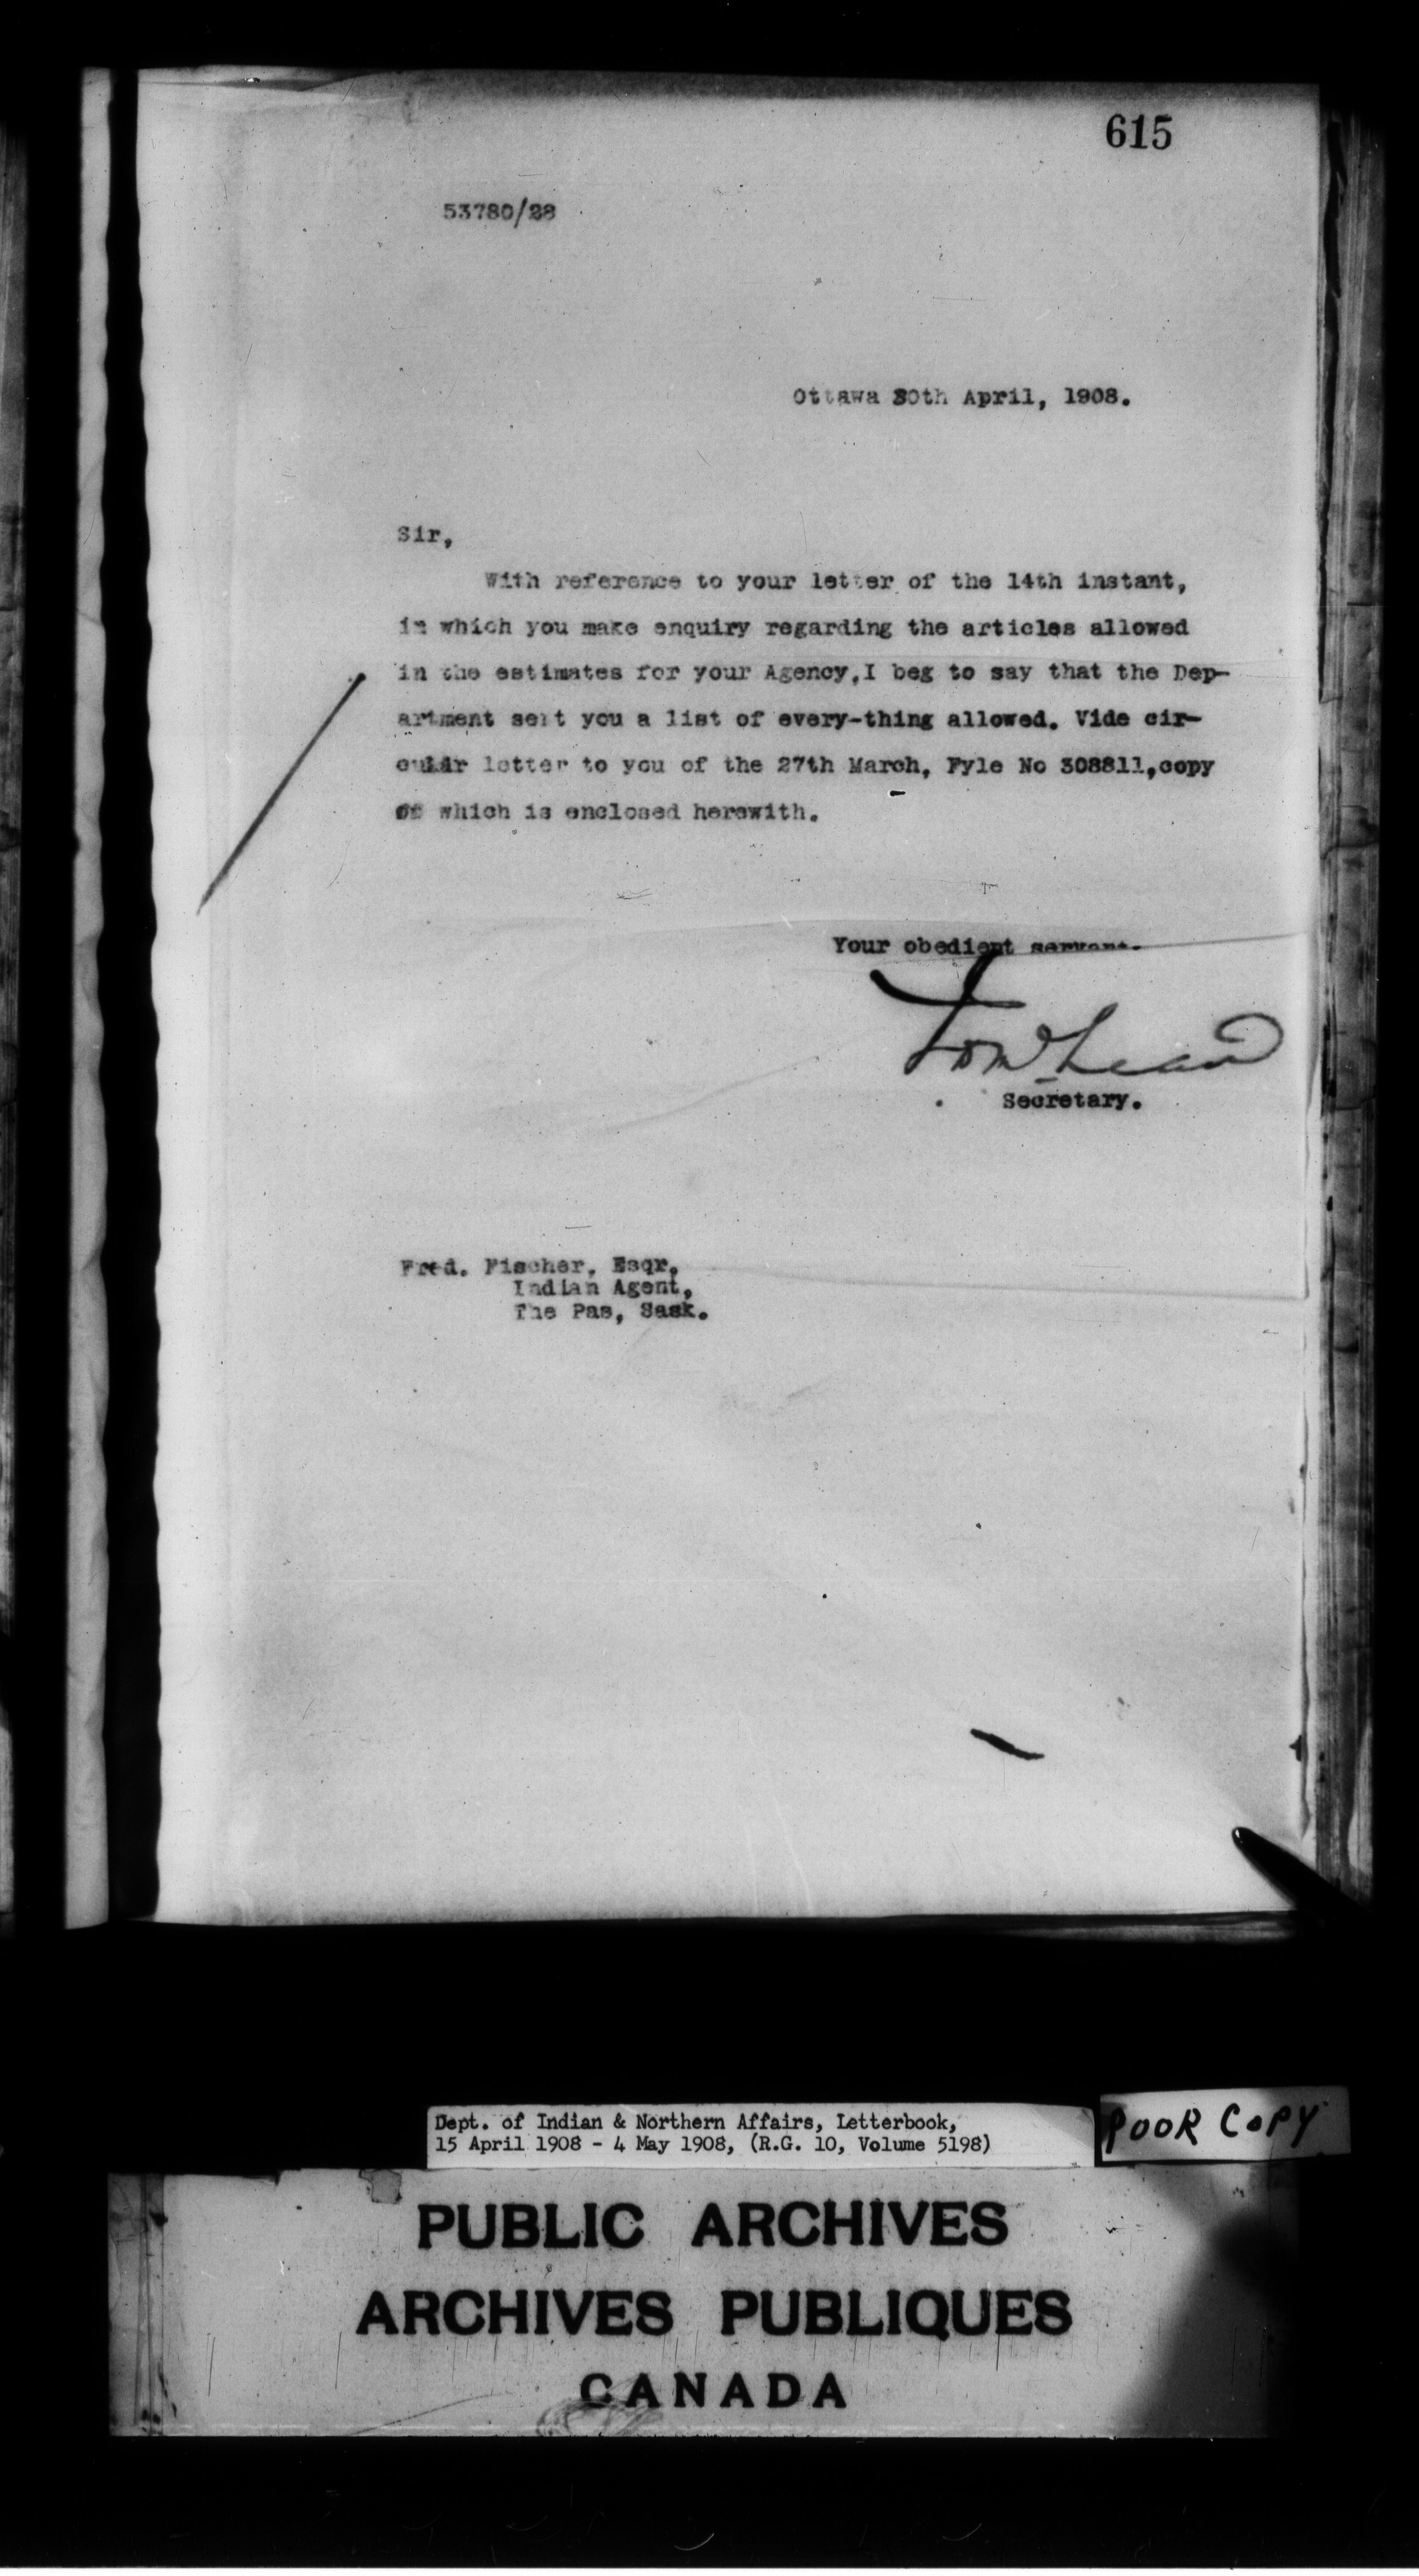 615
53780/28
Ottawa 30th April, 1908.
Sir,
With reference to your letter of the 14th instant,
in which you make enquiry regarding the articles allowed
in the estimates for your Agency,I beg to say that the Dep-
artment sent you a list of every-thing allowed. Vide cir-
cular letter to you of the 27th March, Fyle No 308811,copy
of which is enclosed herewith.
Your obedient servant.
Secretary.
Fred. Fischer, Esqr,
Indian Agent,
The Pas, Sask.
Dept. of Indian & Northern Affairs, Letterbook,
15 April 1908 - 4 May 1908, (R.G. 10, Volume 5198)
POOR COPY
PUBLIC ARCHIVES
ARCHIVES PUBLIQUES
CANADA